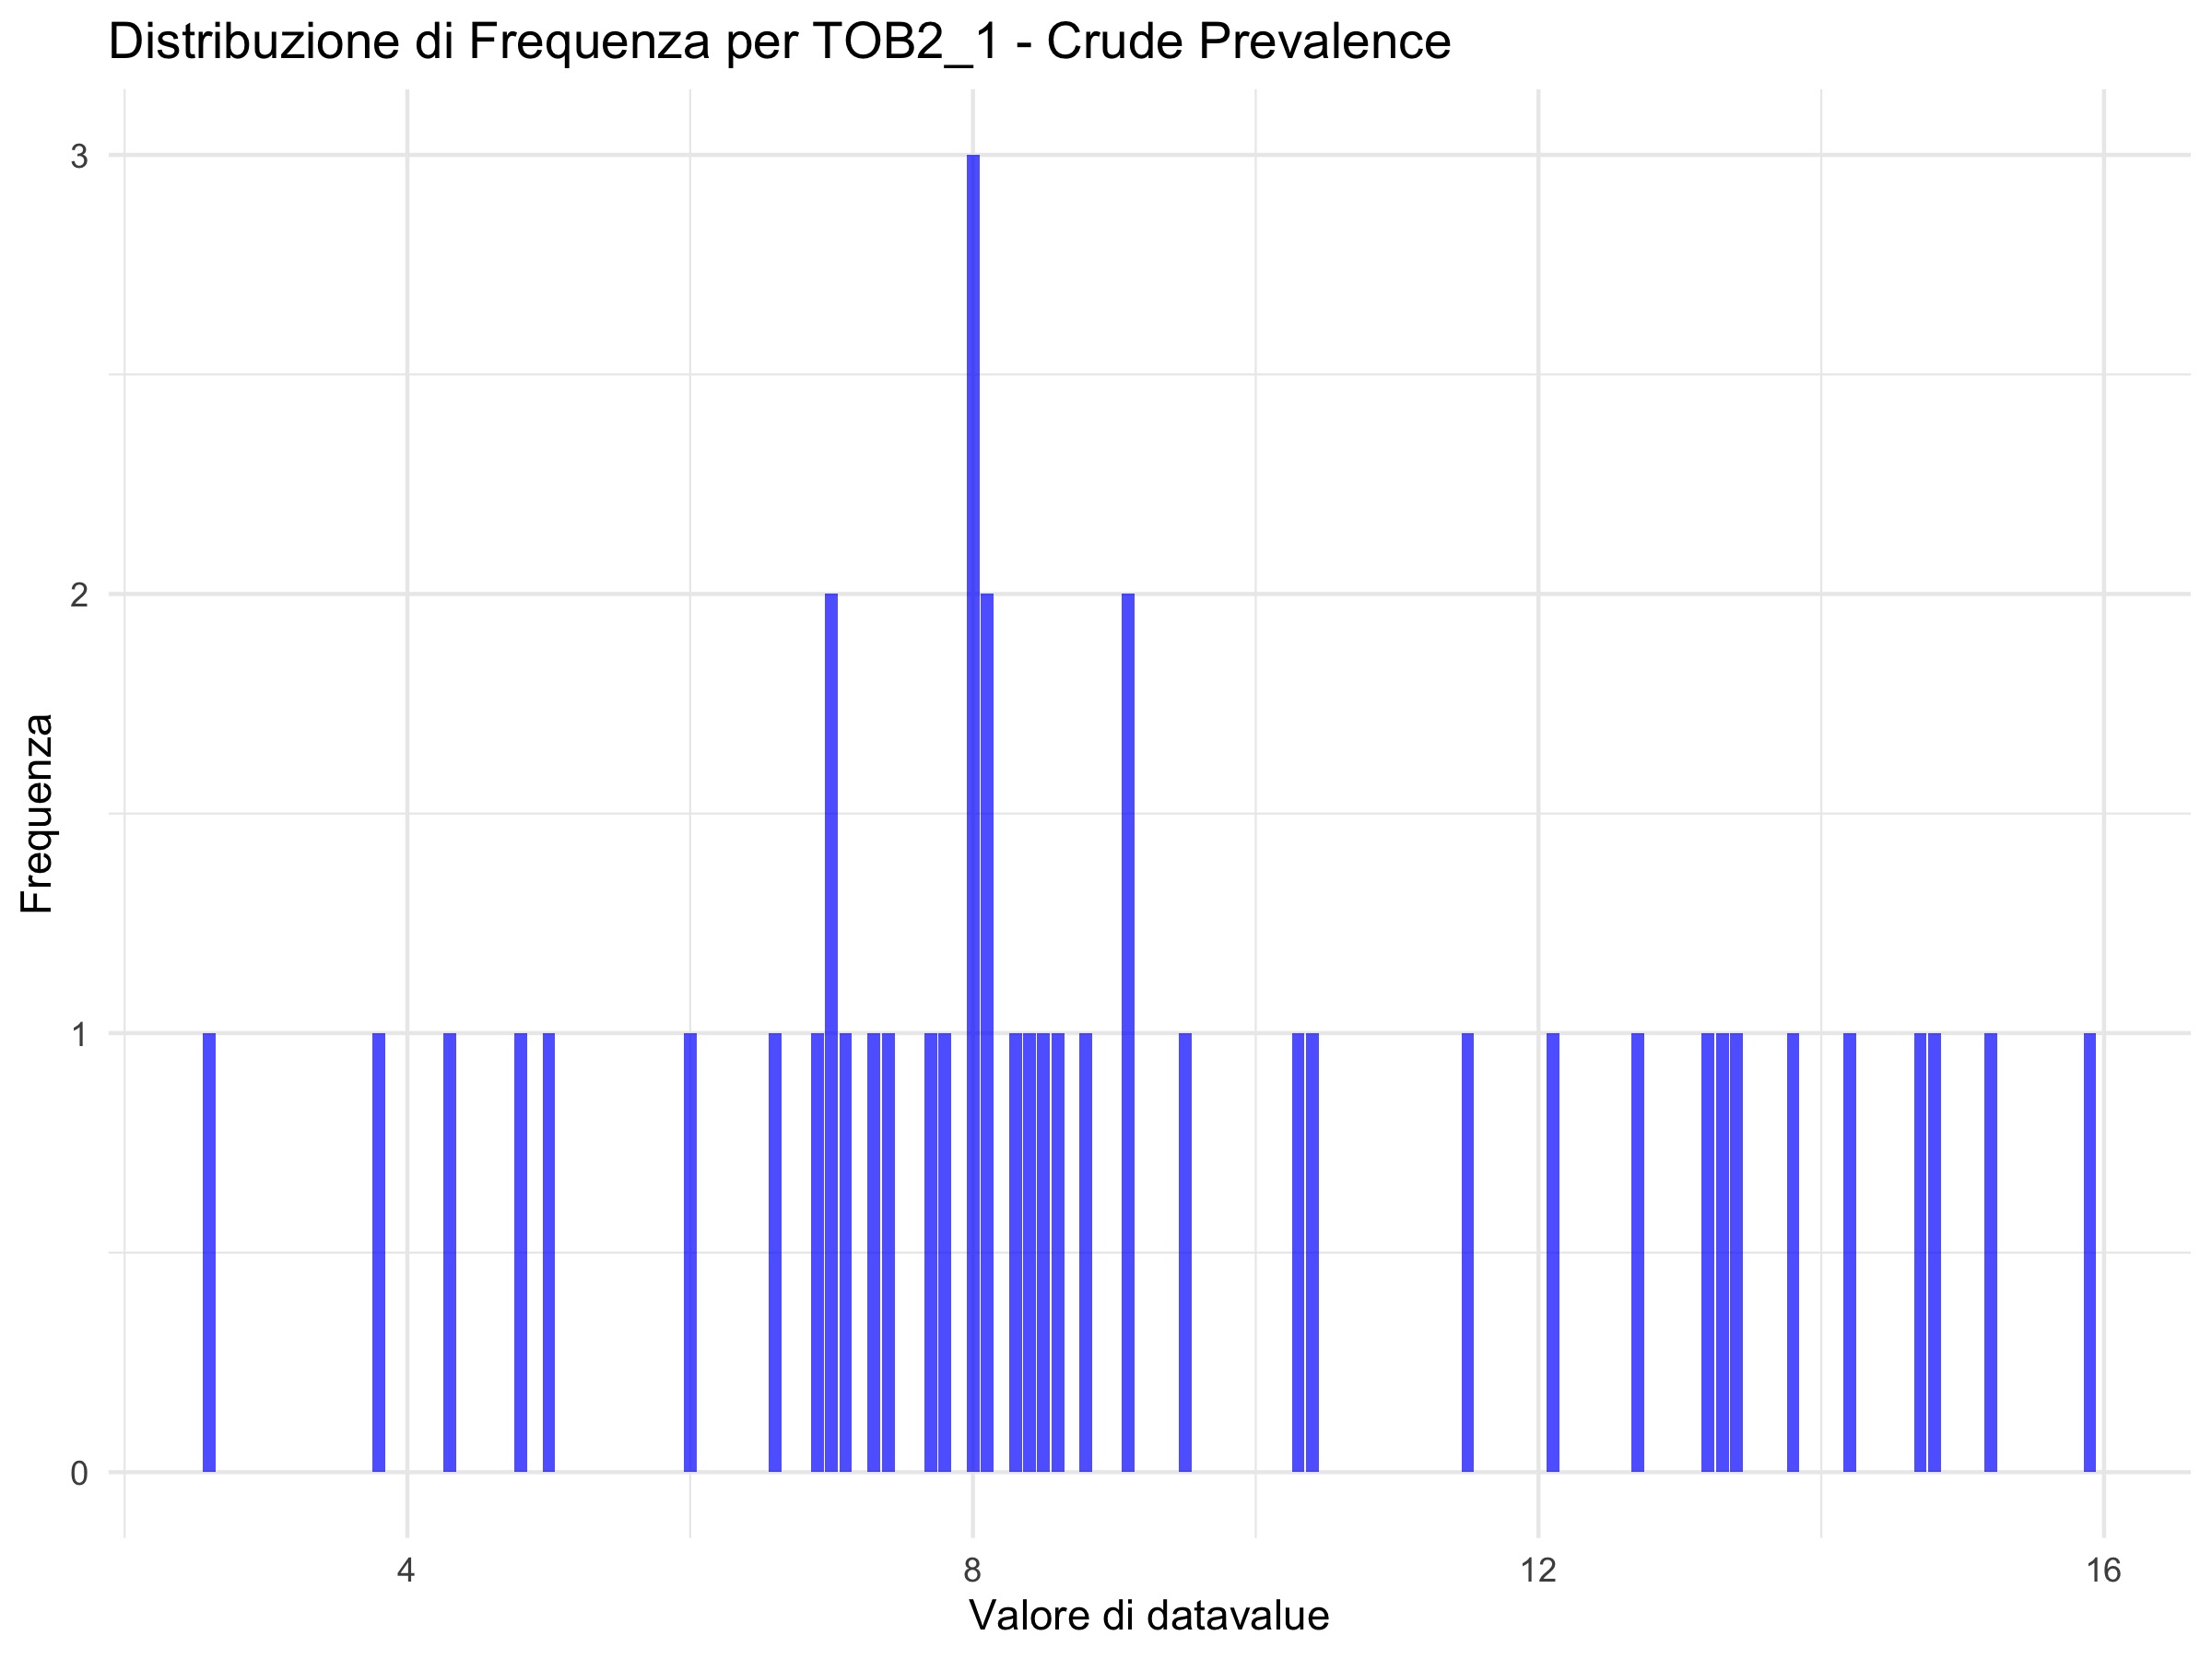 Distribuzione di Frequenza per TOB2_1 - Crude Prevalence
3
2
1
0
Frequenza
4 8 12 16
Valore di datavalue